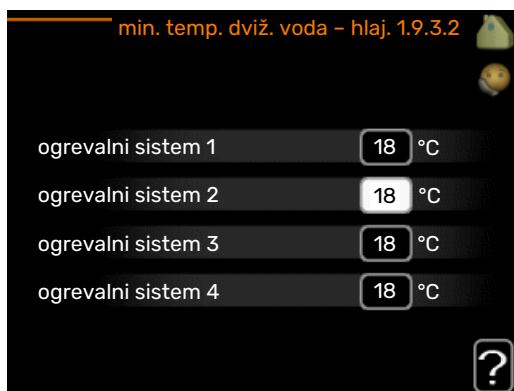 min. temp. dviž. voda – hlaj. 1.9.3.2
ogrevalni sistem 1 18 °C
ogrevalni sistem 2 18 °C
ogrevalni sistem 3 18 °C
ogrevalni sistem 4 18 °C
?